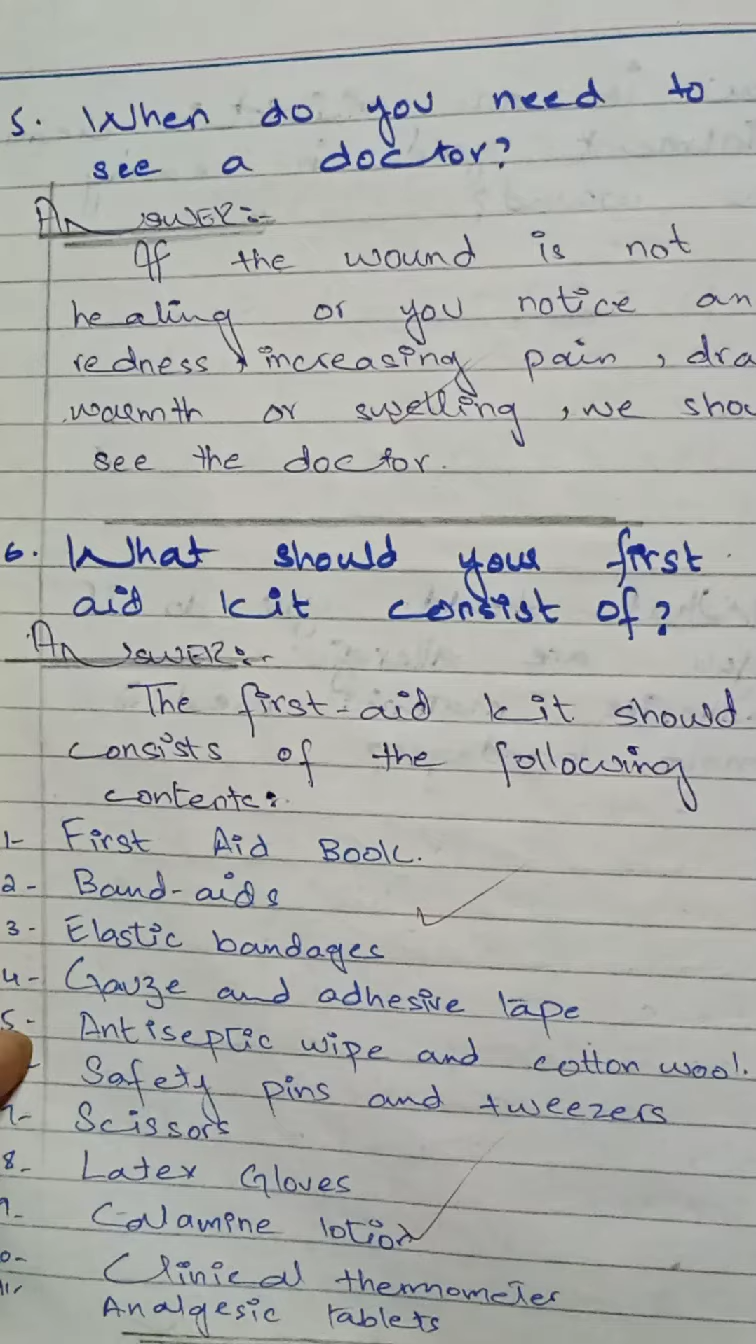 5. When do you need to
see a doctor?
Answer:-
If the wound is not
healing or you notice an
redness, increasing pain, dra
warmth or swelling, we shou
see the doctor.
6. What should your first
aid kit consist of?
Answer:-
The first-aid kit should
consists of the following
contents:
1- First Aid Book.
2- Band-aids
3- Elastic bandages
4- Gauze and adhesive tape
5- Antiseptic wipe and cotton wool.
- Safety pins and tweezers
7- Scissors
8- Latex Gloves
9- Calamine lotion
0- Clinical thermometer
11- Analgesic tablets